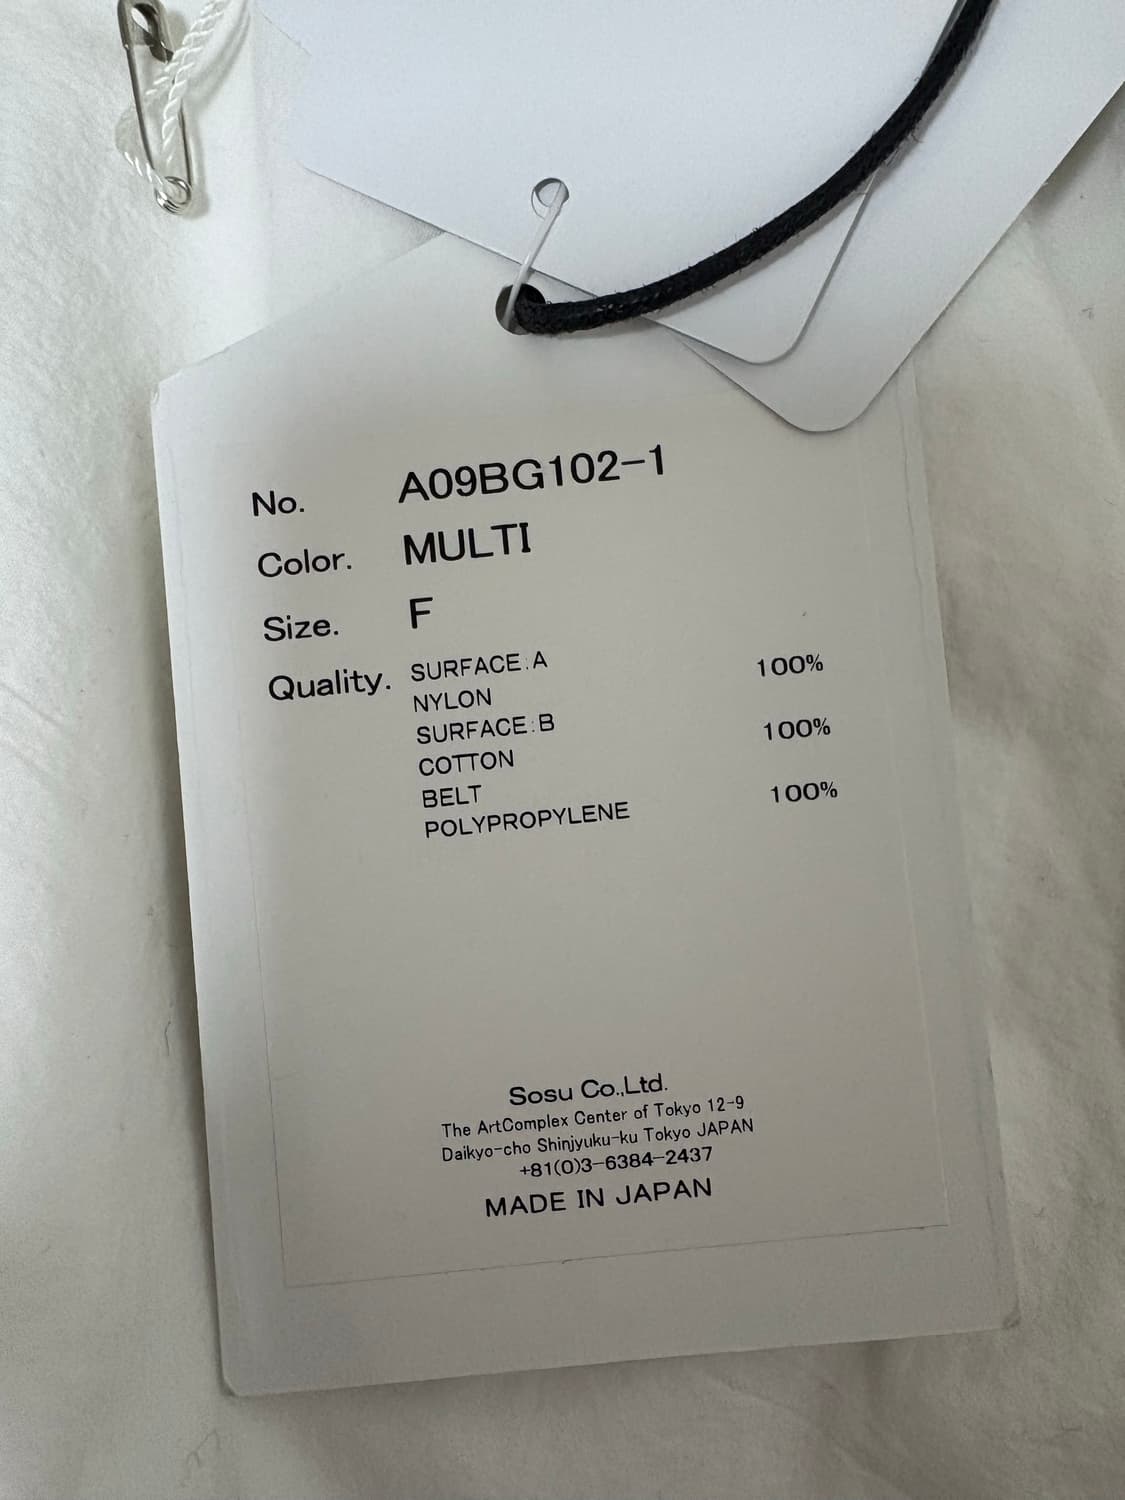 No. A09BG102-1
Color. MULTI
Size. F
Quality. SURFACE:A 100%
NYLON
SURFACE:B 100%
COTTON
BELT 100%
POLYPROPYLENE
Sosu Co.,Ltd.
The ArtComplex Center of Tokyo 12-9
Daikyo-cho Shinjyuku-ku Tokyo JAPAN
+81(0)3-6384-2437
MADE IN JAPAN